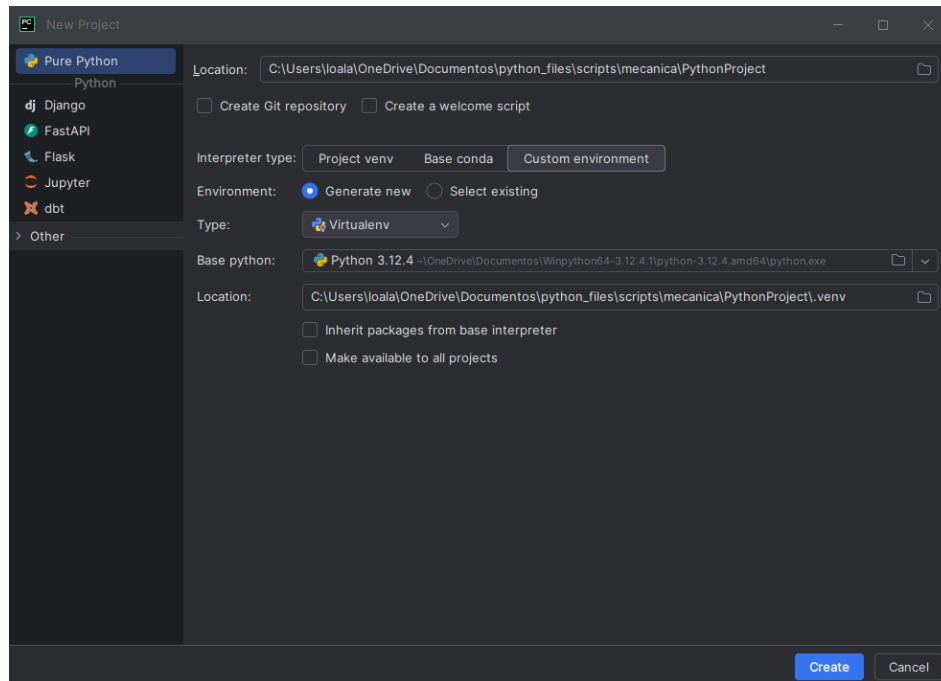 PC New Project
Pure Python
Python
dj Django
FastAPI
Flask
Jupyter
dbt
Other
Location: C:\Users\loala\OneDrive\Documentos\python_files\scripts\mecanica\PythonProject
Create Git repository Create a welcome script
Interpreter type: Project venv Base conda Custom environment
Environment: Generate new Select existing
Type: Virtualenv
Base python: Python 3.12.4 ~\OneDrive\Documentos\Winpython64-3.12.4.1\python-3.12.4.amd64\python.exe
Location: C:\Users\loala\OneDrive\Documentos\python_files\scripts\mecanica\PythonProject\.venv
Inherit packages from base interpreter
Make available to all projects
Create Cancel